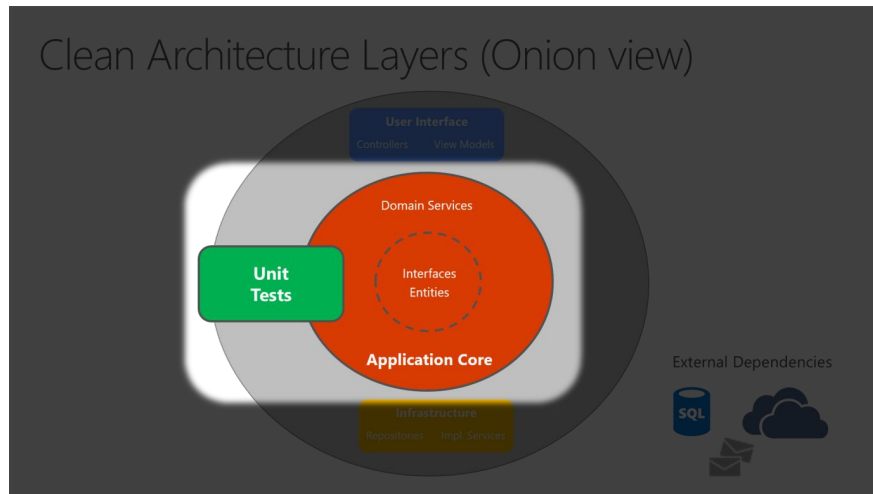 Clean Architecture Layers (Onion view)
User Interface
Controllers View Models
Domain Services
Unit
Tests
Interfaces
Entities
Application Core
External Dependencies
SQL
Infrastructure
Repositories Impl. Services